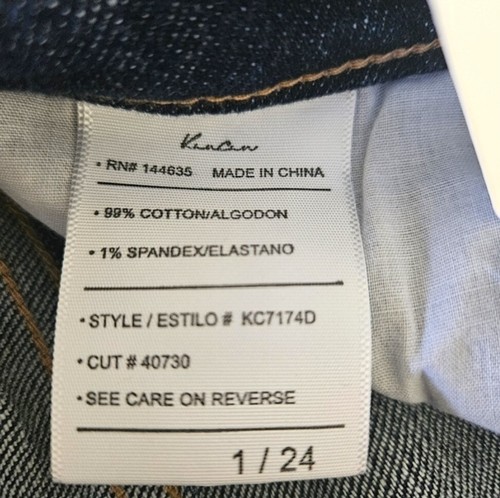 KanCan
• RN# 144635 MADE IN CHINA
• 99% COTTON/ALGODON
• 1% SPANDEX/ELASTANO
• STYLE / ESTILO # KC7174D
• CUT # 40730
• SEE CARE ON REVERSE
1 / 24